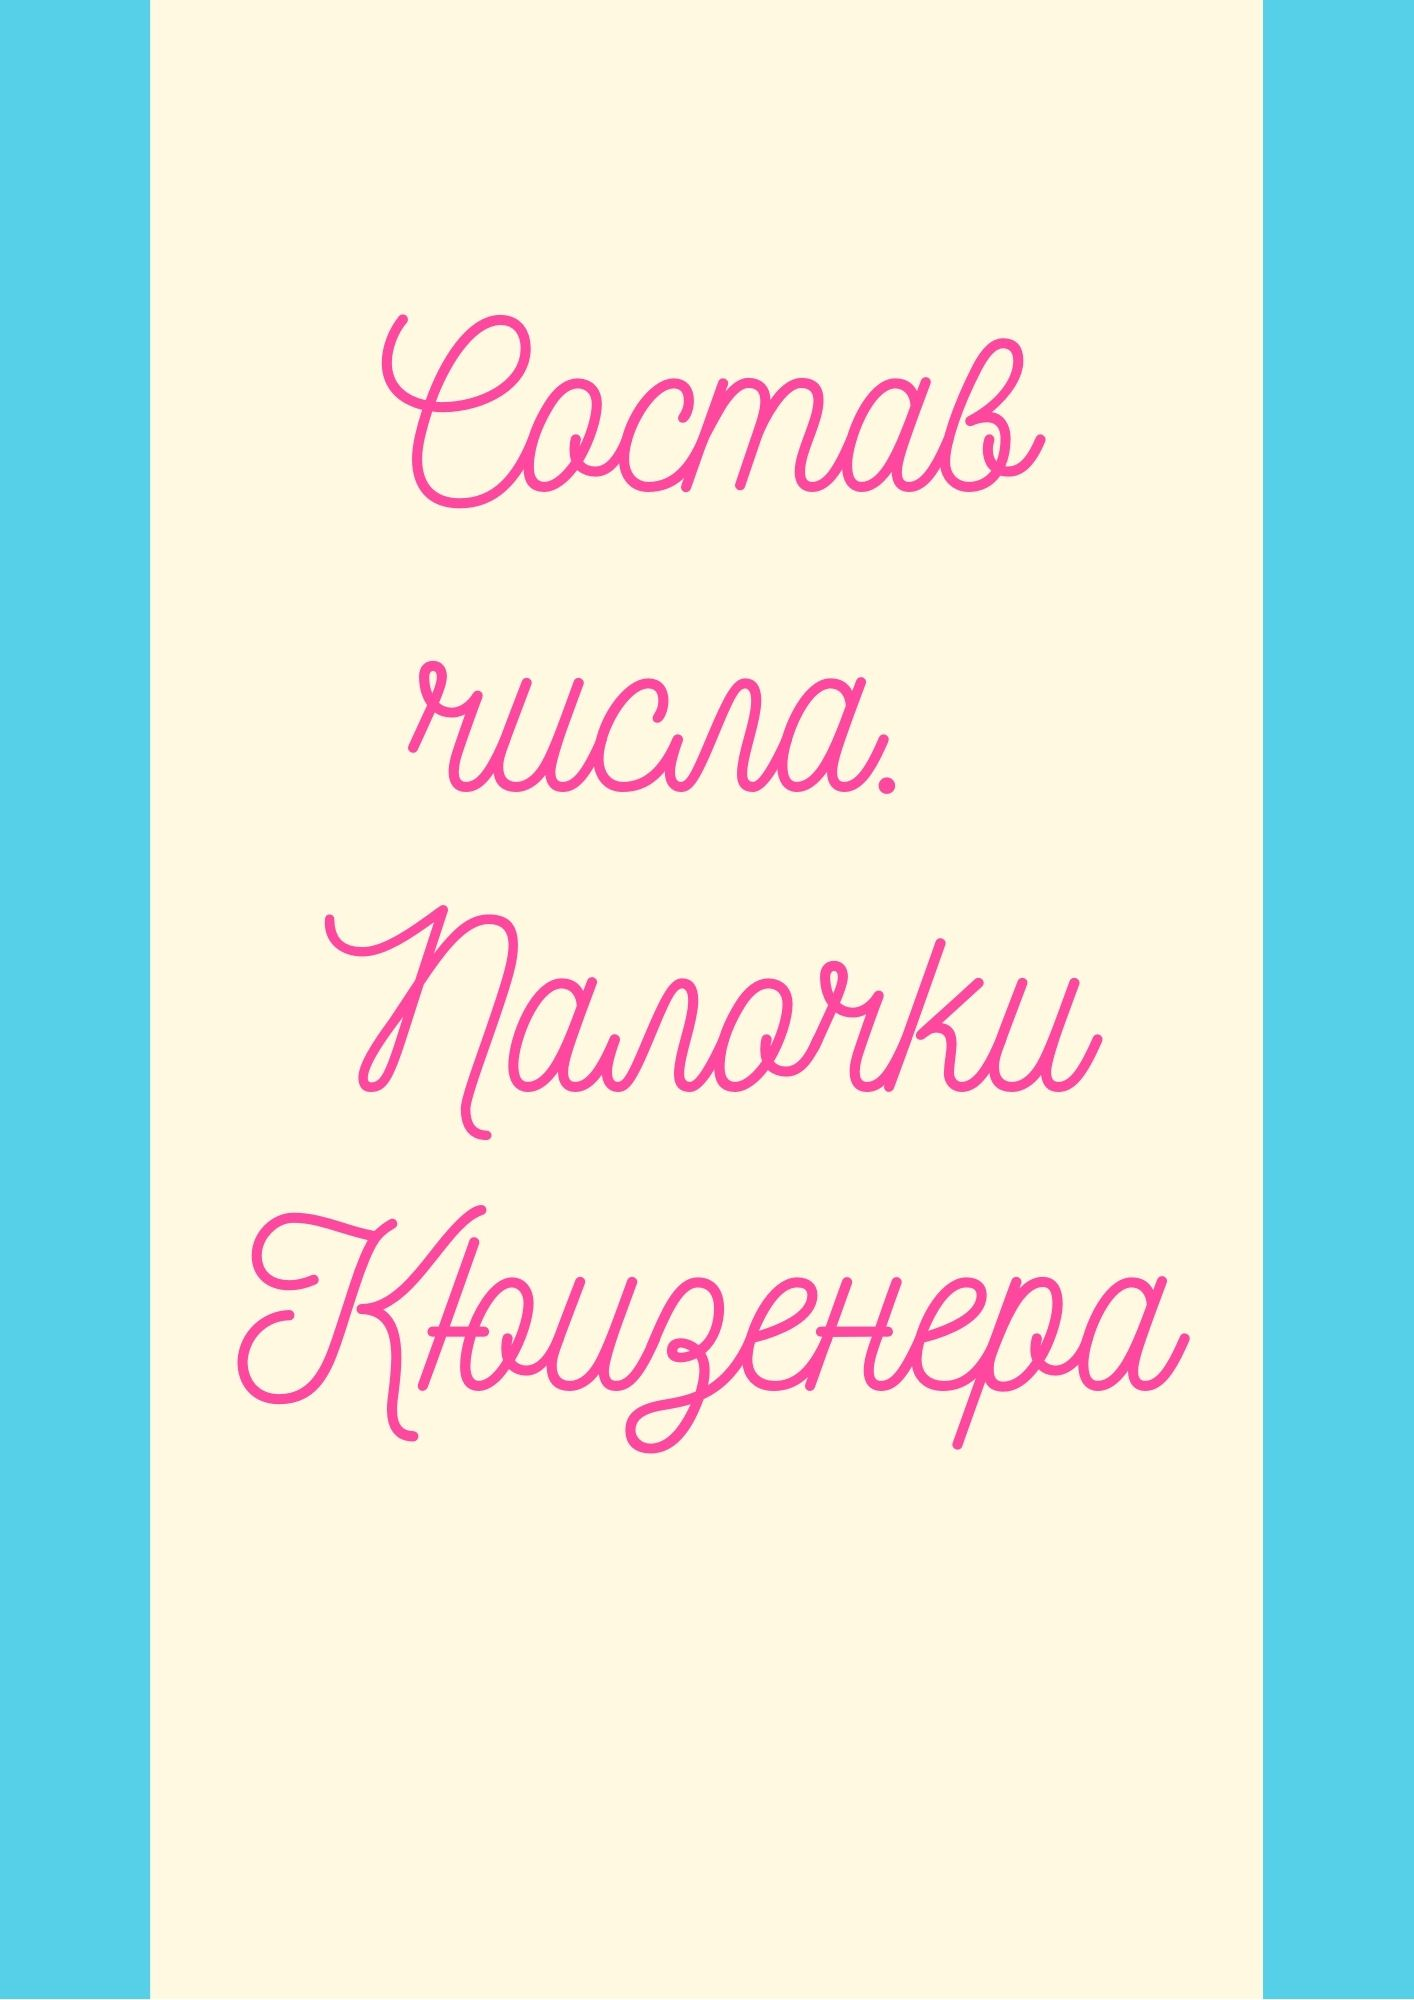 Состав
числа.
Палочки
Кюизенера